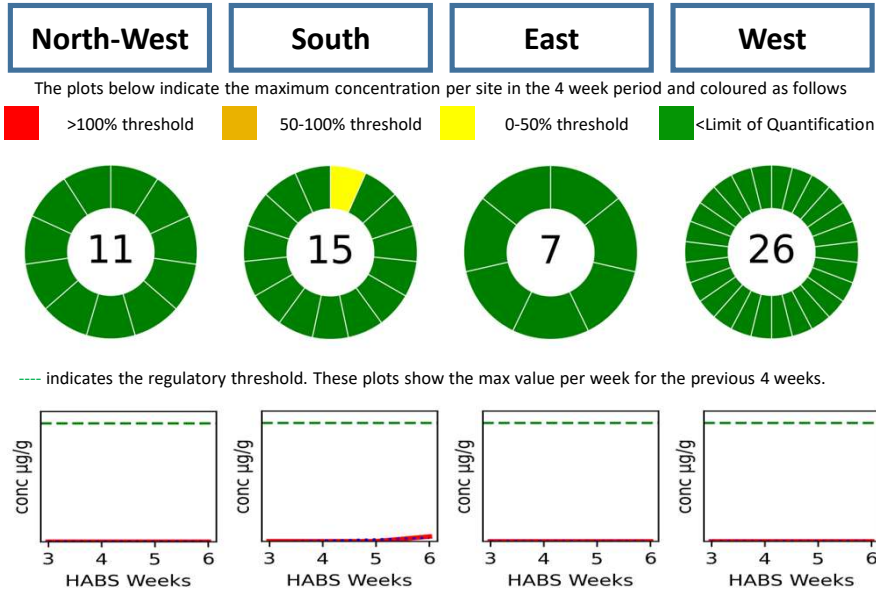 North-West South East West
The plots below indicate the maximum concentration per site in the 4 week period and coloured as follows
>100% threshold 50-100% threshold 0-50% threshold <Limit of Quantification
11 15 7 26
---- indicates the regulatory threshold. These plots show the max value per week for the previous 4 weeks.
conc µg/g conc µg/g conc µg/g conc µg/g
3 4 5 6 3 4 5 6 3 4 5 6 3 4 5 6
HABS Weeks HABS Weeks HABS Weeks HABS Weeks